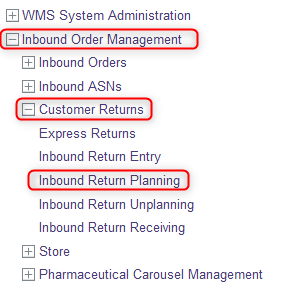 WMS System Administration
Inbound Order Management
Inbound Orders
Inbound ASNs
Customer Returns
Express Returns
Inbound Return Entry
Inbound Return Planning
Inbound Return Unplanning
Inbound Return Receiving
Store
Pharmaceutical Carousel Management